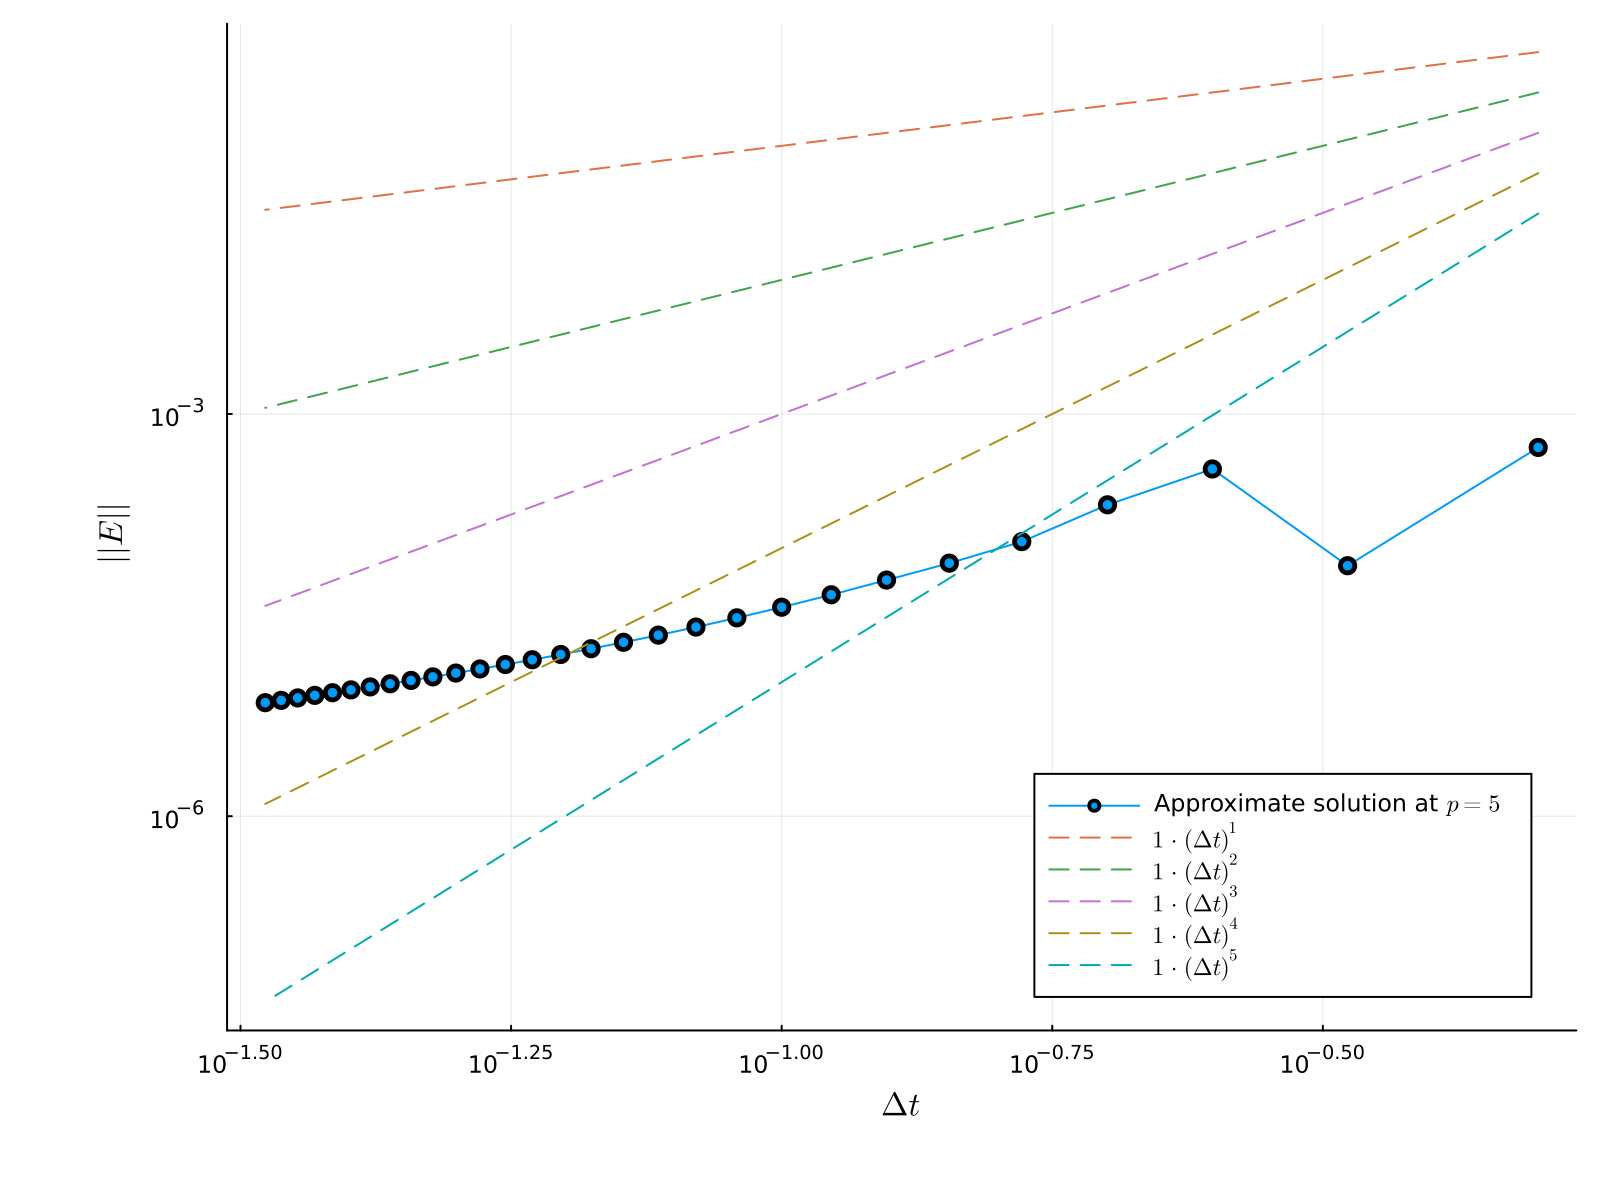 10⁻³
||E||
10⁻⁶
Approximate solution at p = 5
1 · (Δt)¹
1 · (Δt)²
1 · (Δt)³
1 · (Δt)⁴
1 · (Δt)⁵
10⁻¹·⁵⁰ 10⁻¹·²⁵ 10⁻¹·⁰⁰ 10⁻⁰·⁷⁵ 10⁻⁰·⁵⁰
Δt